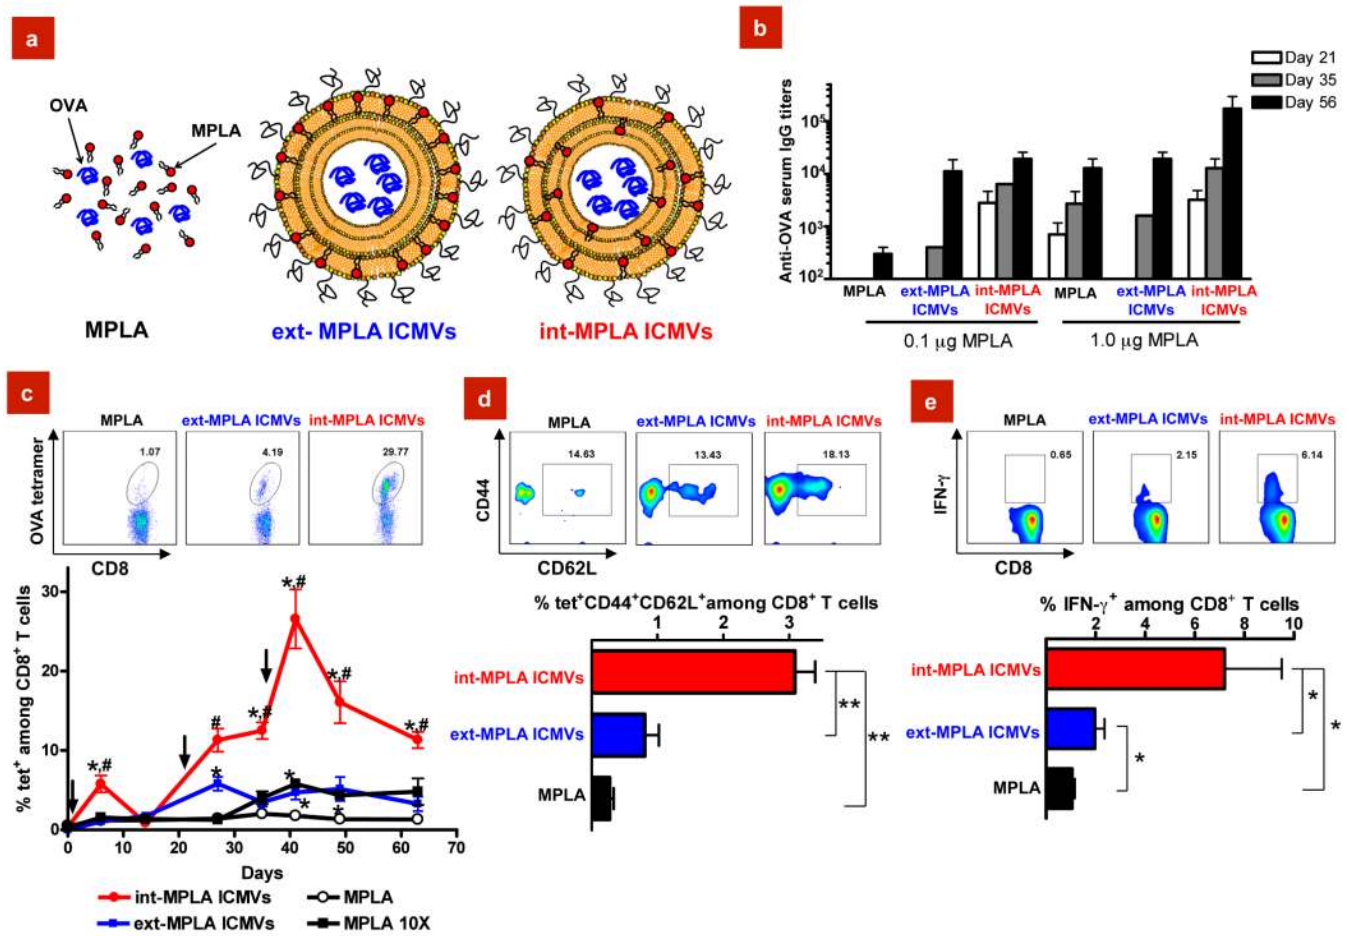 a
OVA
MPLA
MPLA
ext- MPLA ICMVs
int-MPLA ICMVs
b
Day 21
Day 35
Day 56
Anti-OVA serum IgG titers
10⁵
10⁴
10³
10²
MPLA
ext-MPLA ICMVs
int-MPLA ICMVs
MPLA
ext-MPLA ICMVs
int-MPLA ICMVs
0.1 μg MPLA
1.0 μg MPLA
c
MPLA
ext-MPLA ICMVs
int-MPLA ICMVs
1.07
4.19
29.77
OVA tetramer
CD8
% tet⁺ among CD8⁺ T cells
30
20
10
0
*,#
#
*,#
*,#
*,#
*,#
*
*
*
*
0 10 20 30 40 50 60 70
Days
int-MPLA ICMVs
MPLA
ext-MPLA ICMVs
MPLA 10X
d
MPLA
ext-MPLA ICMVs
int-MPLA ICMVs
14.63
13.43
18.13
CD44
CD62L
% tet⁺CD44⁺CD62L⁺among CD8⁺ T cells
1 2 3
int-MPLA ICMVs
ext-MPLA ICMVs
MPLA
**
**
e
MPLA
ext-MPLA ICMVs
int-MPLA ICMVs
0.65
2.15
6.14
IFN-γ
CD8
% IFN-γ⁺ among CD8⁺ T cells
2 4 6 8 10
int-MPLA ICMVs
ext-MPLA ICMVs
MPLA
*
*
*